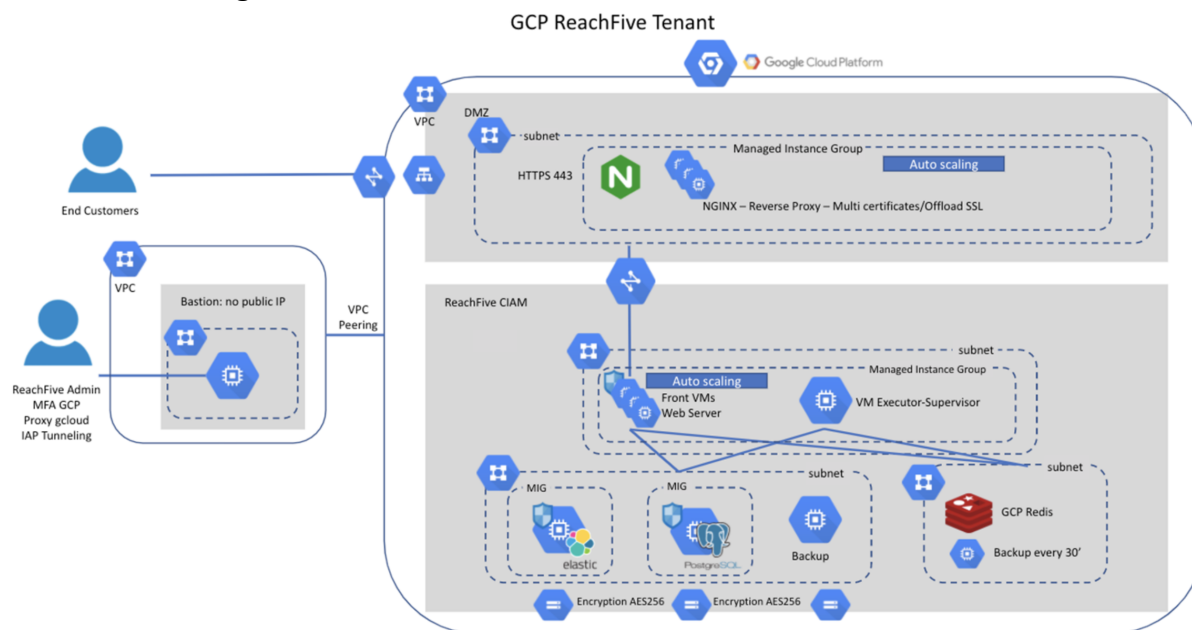 GCP ReachFive Tenant
Google Cloud Platform
VPC
DMZ
subnet
Managed Instance Group
Auto scaling
HTTPS 443
NGINX – Reverse Proxy – Multi certificates/Offload SSL
End Customers
VPC
Bastion: no public IP
VPC
Peering
ReachFive Admin
MFA GCP
Proxy gcloud
IAP Tunneling
ReachFive CIAM
subnet
Managed Instance Group
Auto scaling
Front VMs
Web Server
VM Executor-Supervisor
subnet
MIG
elastic
MIG
PostgreSQL
Backup
subnet
GCP Redis
Backup every 30'
Encryption AES256
Encryption AES256